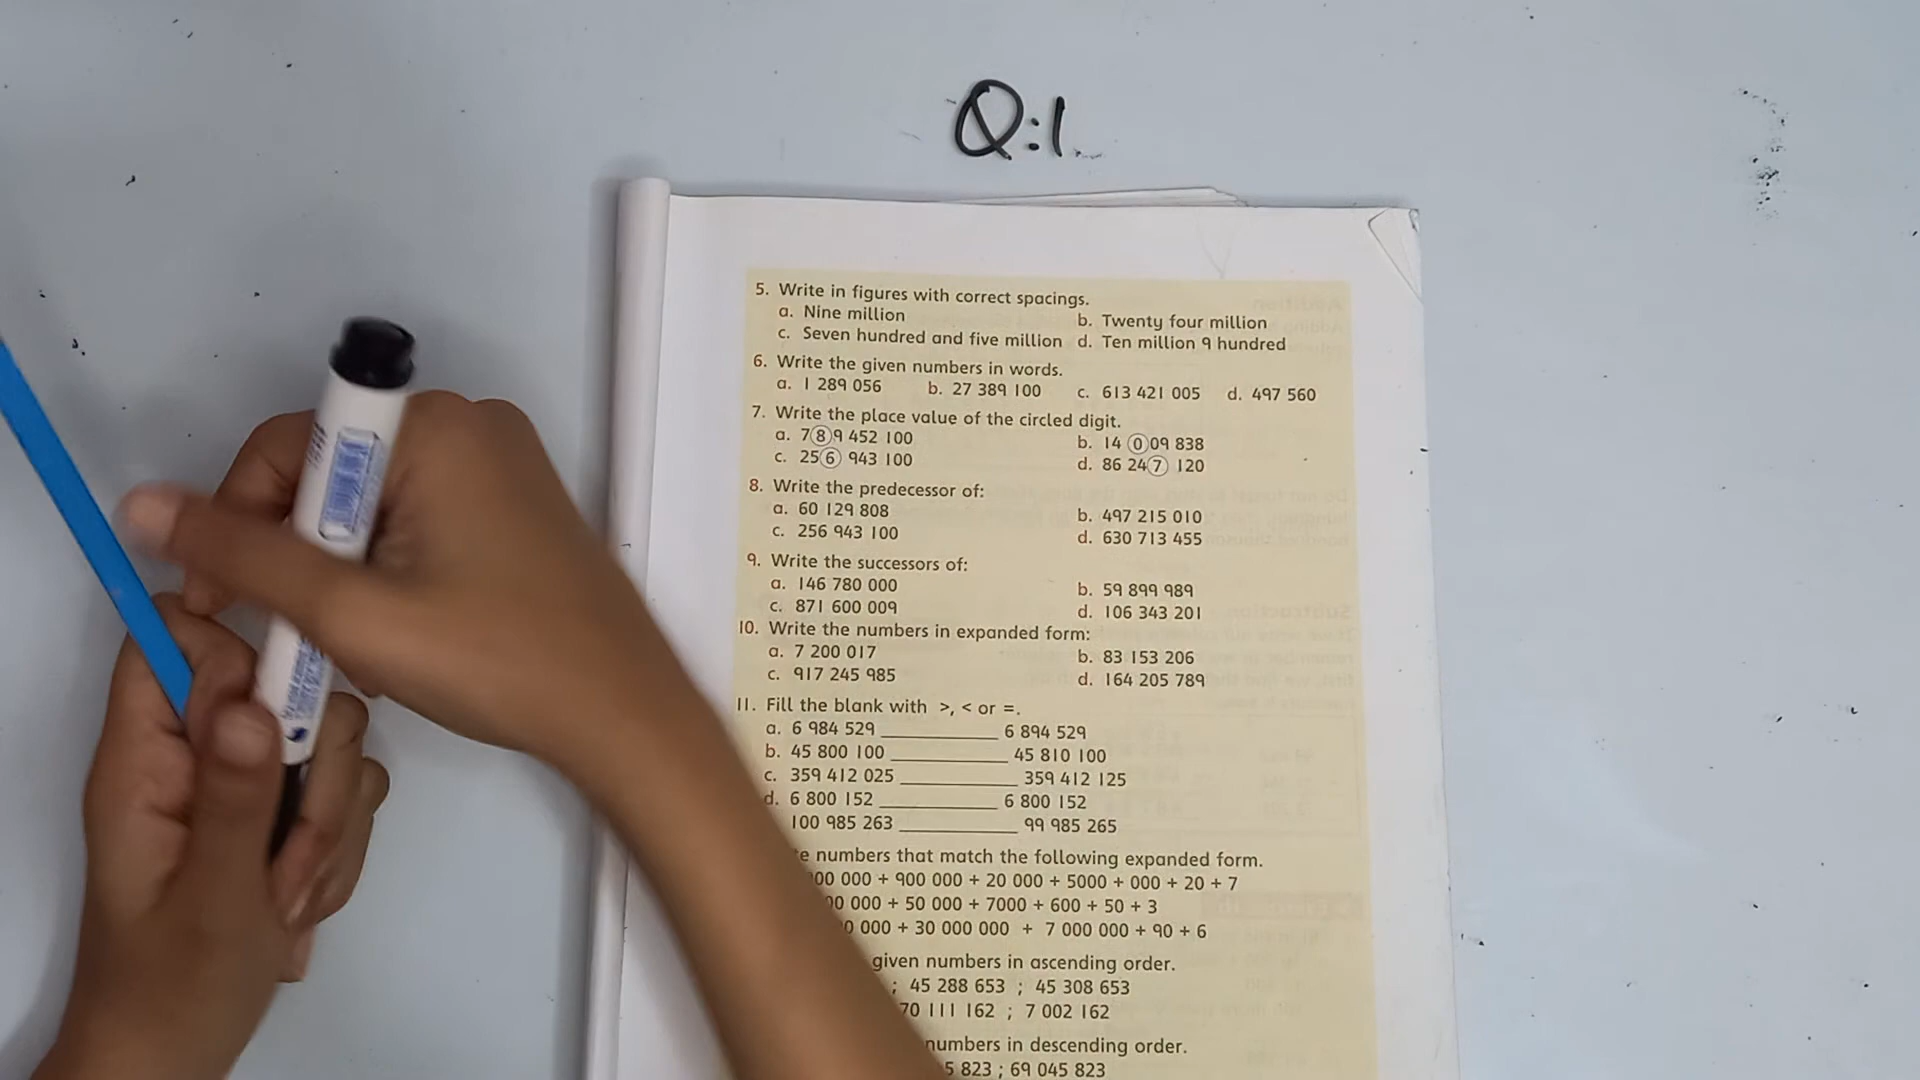 Q:1
5. Write in figures with correct spacings.
a. Nine million b. Twenty four million
c. Seven hundred and five million d. Ten million 9 hundred
6. Write the given numbers in words.
a. 1 289 056 b. 27 389 100 c. 613 421 005 d. 497 560
7. Write the place value of the circled digit.
a. 789 452 100 b. 14 009 838
c. 256 943 100 d. 86 247 120
8. Write the predecessor of:
a. 60 129 808 b. 497 215 010
c. 256 943 100 d. 630 713 455
9. Write the successors of:
a. 146 780 000 b. 59 899 989
c. 871 600 009 d. 106 343 201
10. Write the numbers in expanded form:
a. 7 200 017 b. 83 153 206
c. 917 245 985 d. 164 205 789
11. Fill the blank with >, < or =.
a. 6 984 529 __________ 6 894 529
b. 45 800 100 __________ 45 810 100
c. 359 412 025 __________ 359 412 125
d. 6 800 152 __________ 6 800 152
100 985 263 __________ 99 985 265
numbers that match the following expanded form.
00 000 + 900 000 + 20 000 + 5000 + 000 + 20 + 7
00 000 + 50 000 + 7000 + 600 + 50 + 3
0 000 + 30 000 000 + 7 000 000 + 90 + 6
given numbers in ascending order.
; 45 288 653 ; 45 308 653
70 111 162 ; 7 002 162
numbers in descending order.
5 823 ; 69 045 823